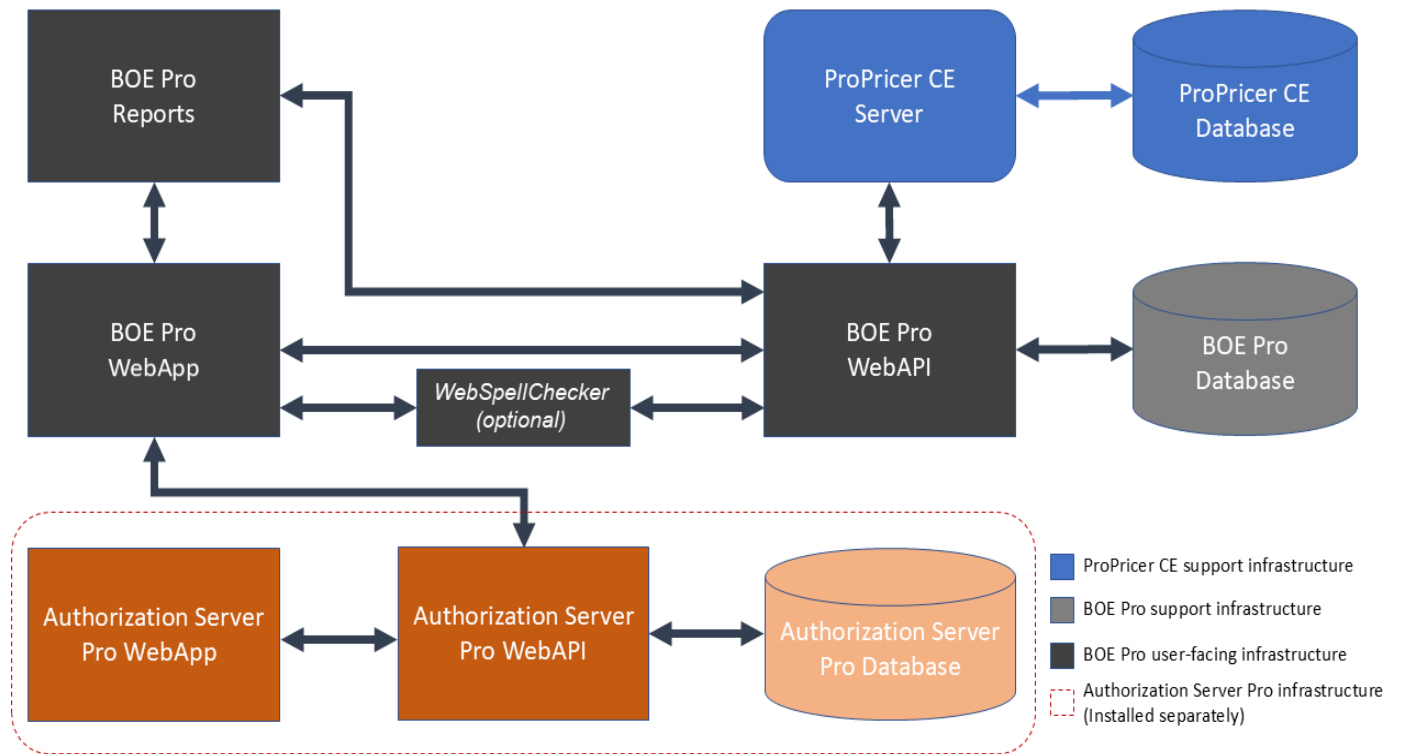 BOE Pro
Reports
ProPricer CE
Server
ProPricer CE
Database
BOE Pro
WebApp
WebSpellChecker
(optional)
BOE Pro
WebAPI
BOE Pro
Database
Authorization Server
Pro WebApp
Authorization Server
Pro WebAPI
Authorization Server
Pro Database
ProPricer CE support infrastructure
BOE Pro support infrastructure
BOE Pro user-facing infrastructure
Authorization Server Pro infrastructure
(Installed separately)